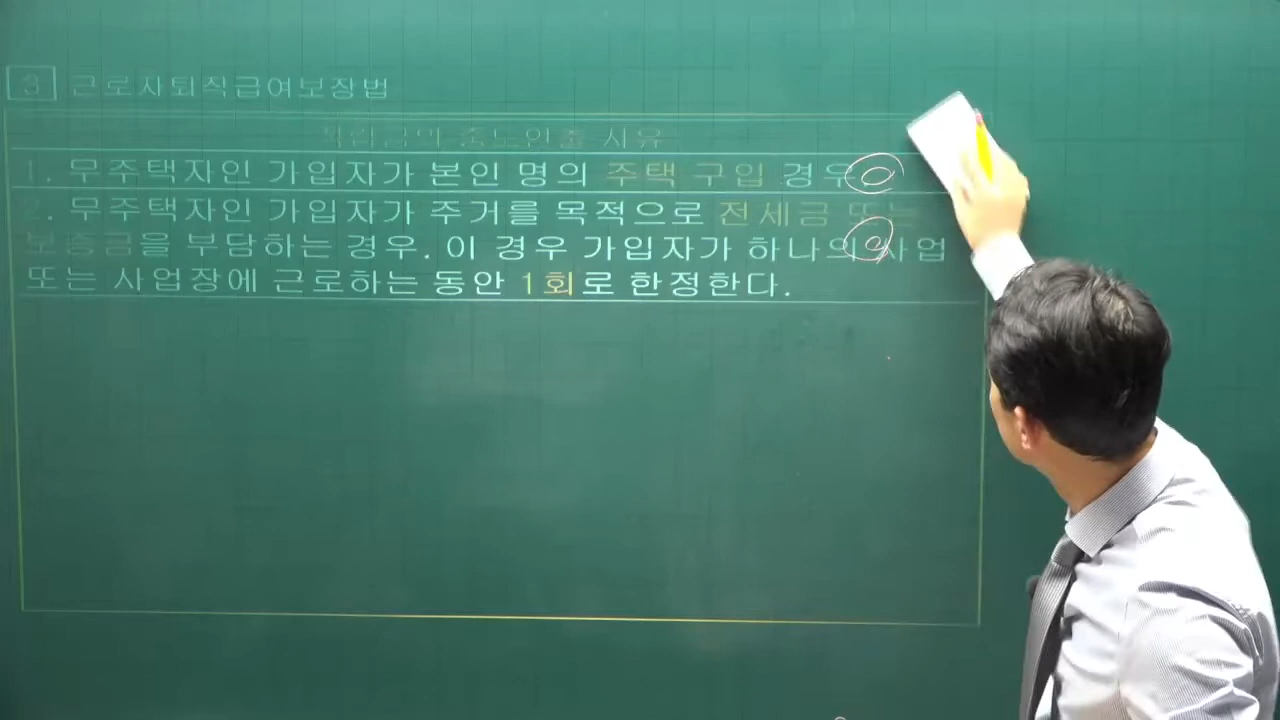 3 근로자퇴직급여보장법
적립금의 중도인출 사유
1. 무주택자인 가입자가 본인 명의 주택 구입 경우
2. 무주택자인 가입자가 주거를 목적으로 전세금 또는
보증금을 부담하는 경우. 이 경우 가입자가 하나의 사업
또는 사업장에 근로하는 동안 1회로 한정한다.